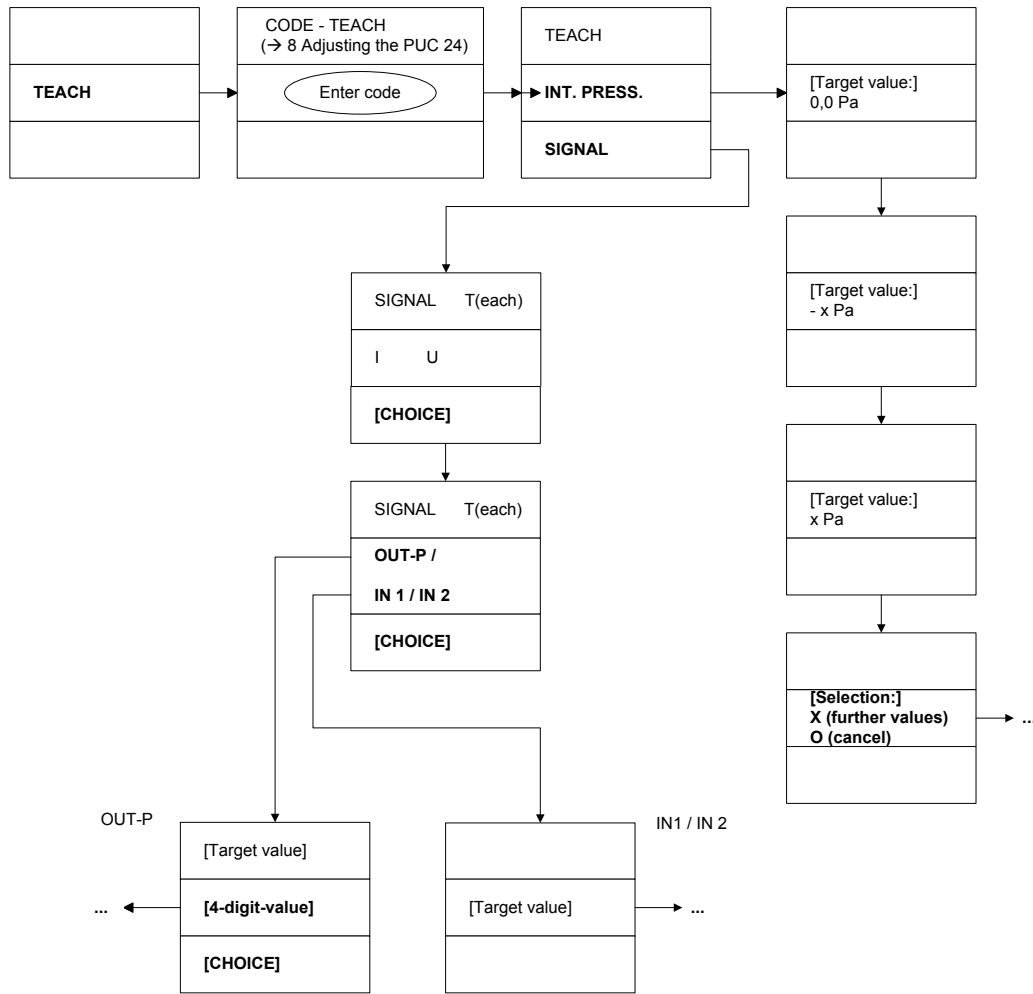 TEACH
CODE - TEACH
(→ 8 Adjusting the PUC 24)
Enter code
TEACH
INT. PRESS.
SIGNAL
[Target value:]
0,0 Pa
[Target value:]
- x Pa
[Target value:]
x Pa
[Selection:]
X (further values)
O (cancel)
...
SIGNAL T(each)
I U
[CHOICE]
SIGNAL T(each)
OUT-P /
IN 1 / IN 2
[CHOICE]
OUT-P
[Target value]
...
[4-digit-value]
[CHOICE]
IN1 / IN 2
[Target value]
...